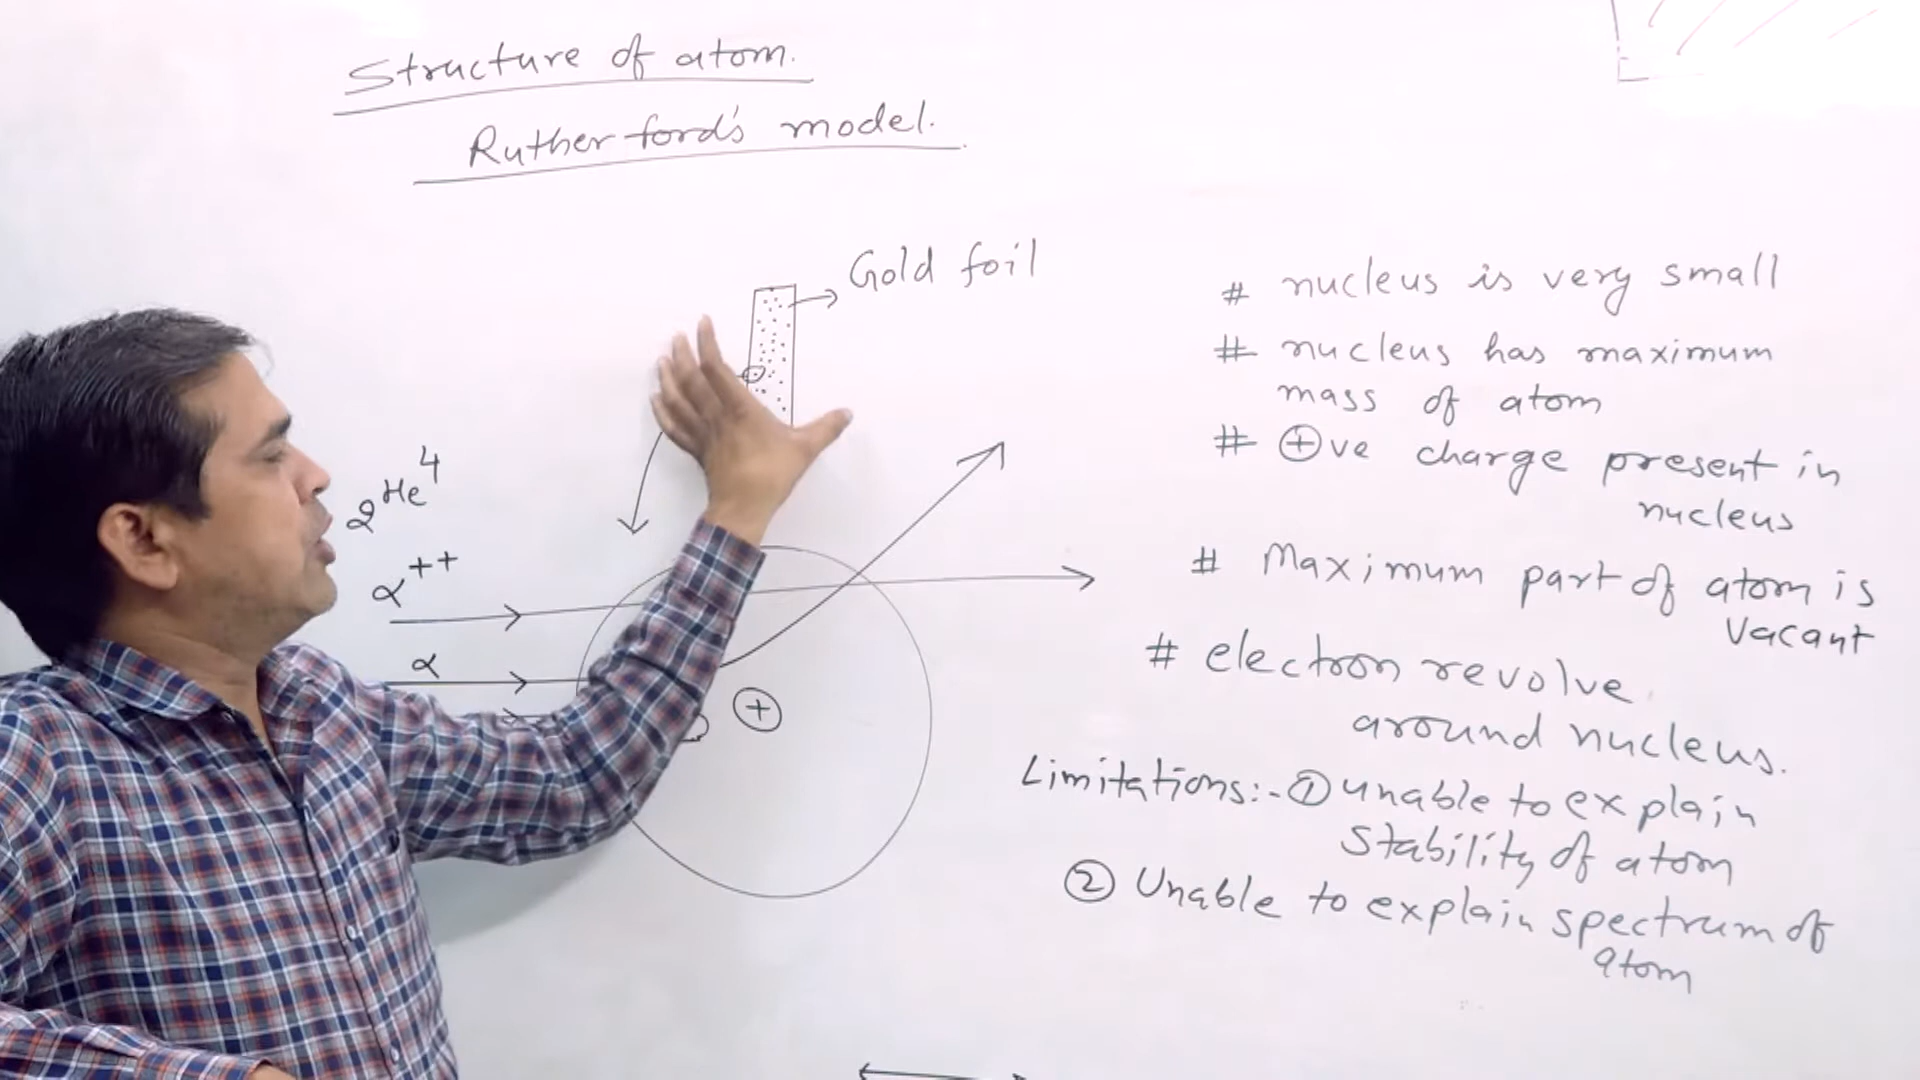 Structure of atom.
Rutherford's model.
Gold foil
2He4
α++
α
+
# nucleus is very small
# nucleus has maximum
mass of atom
# ⊕ve charge present in
nucleus
# Maximum part of atom is
Vacant
# electron revolve
around nucleus.
Limitations:- ① unable to explain
Stability of atom
② Unable to explain spectrum of
atom